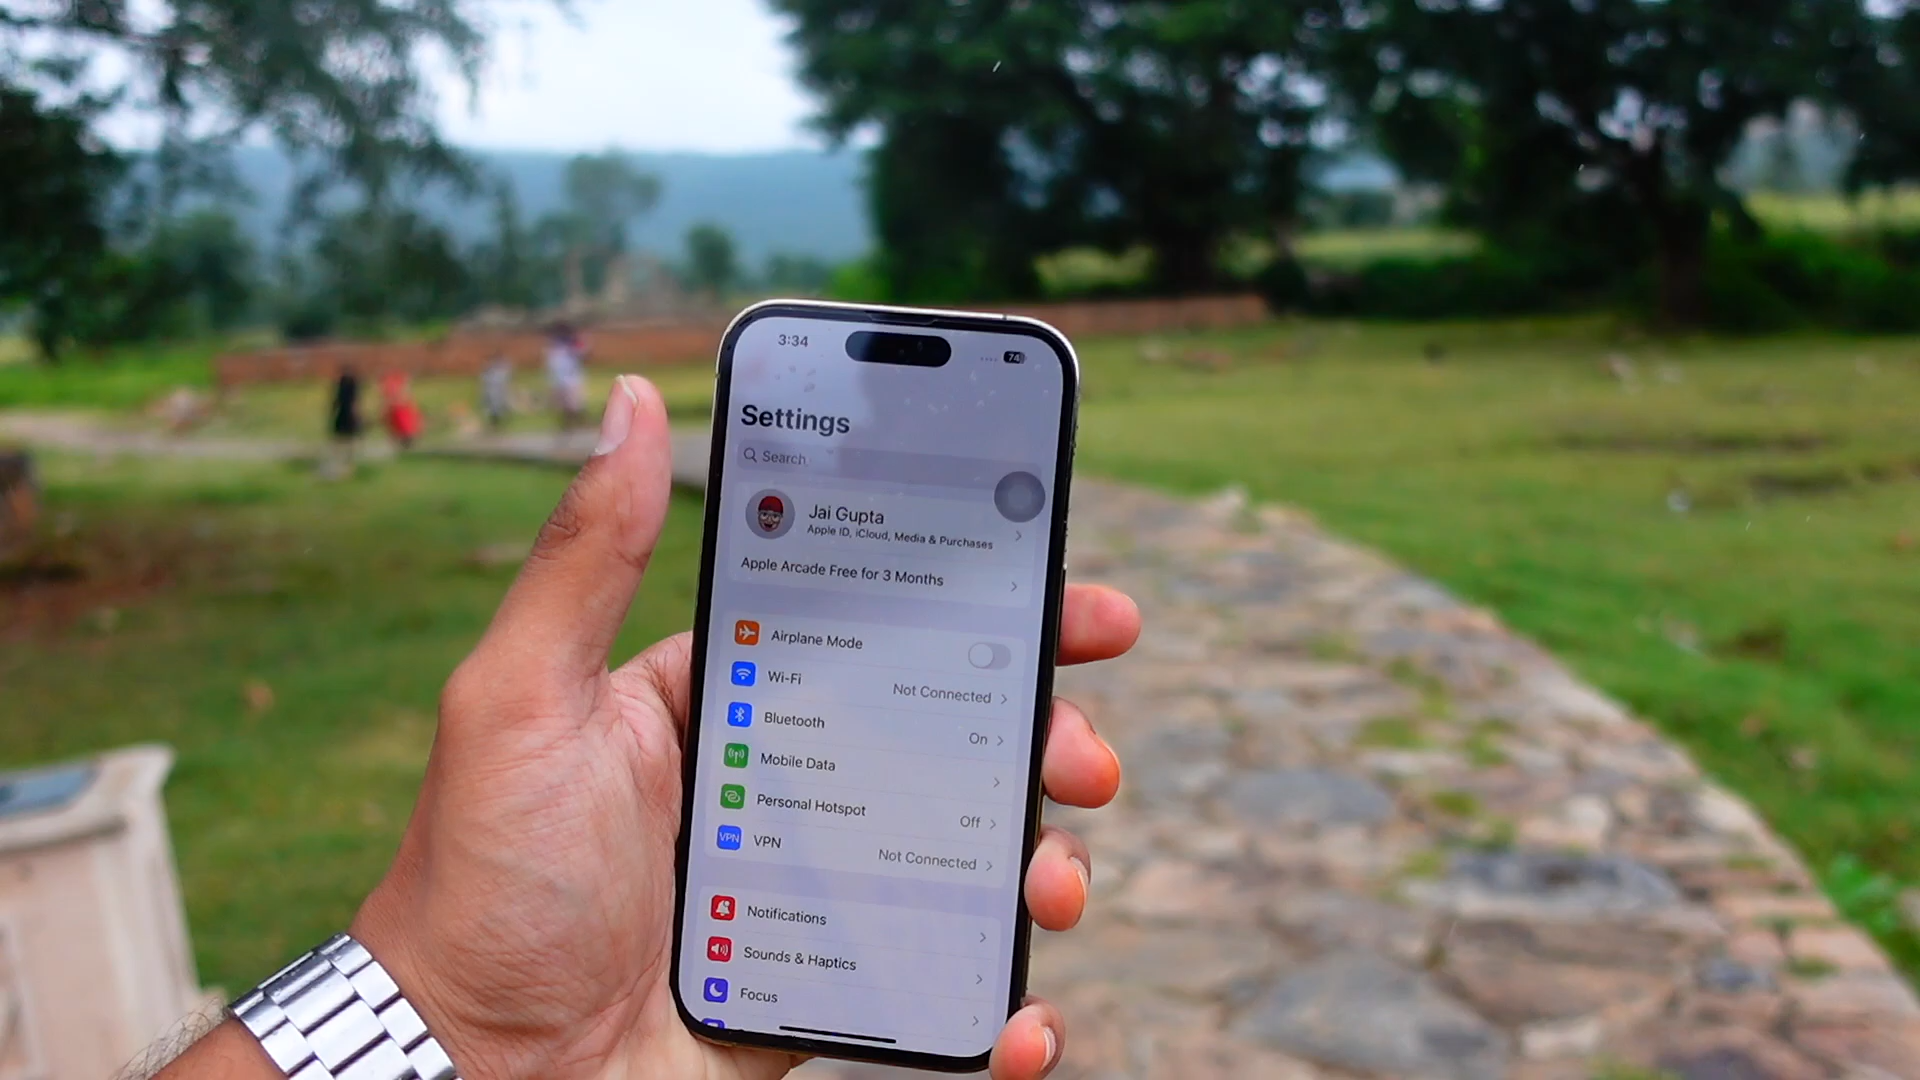 3:34
74
Settings
Search
Jai Gupta
Apple ID, iCloud, Media & Purchases
Apple Arcade Free for 3 Months
Airplane Mode
Wi-Fi Not Connected
Bluetooth On
Mobile Data
Personal Hotspot Off
VPN VPN Not Connected
Notifications
Sounds & Haptics
Focus